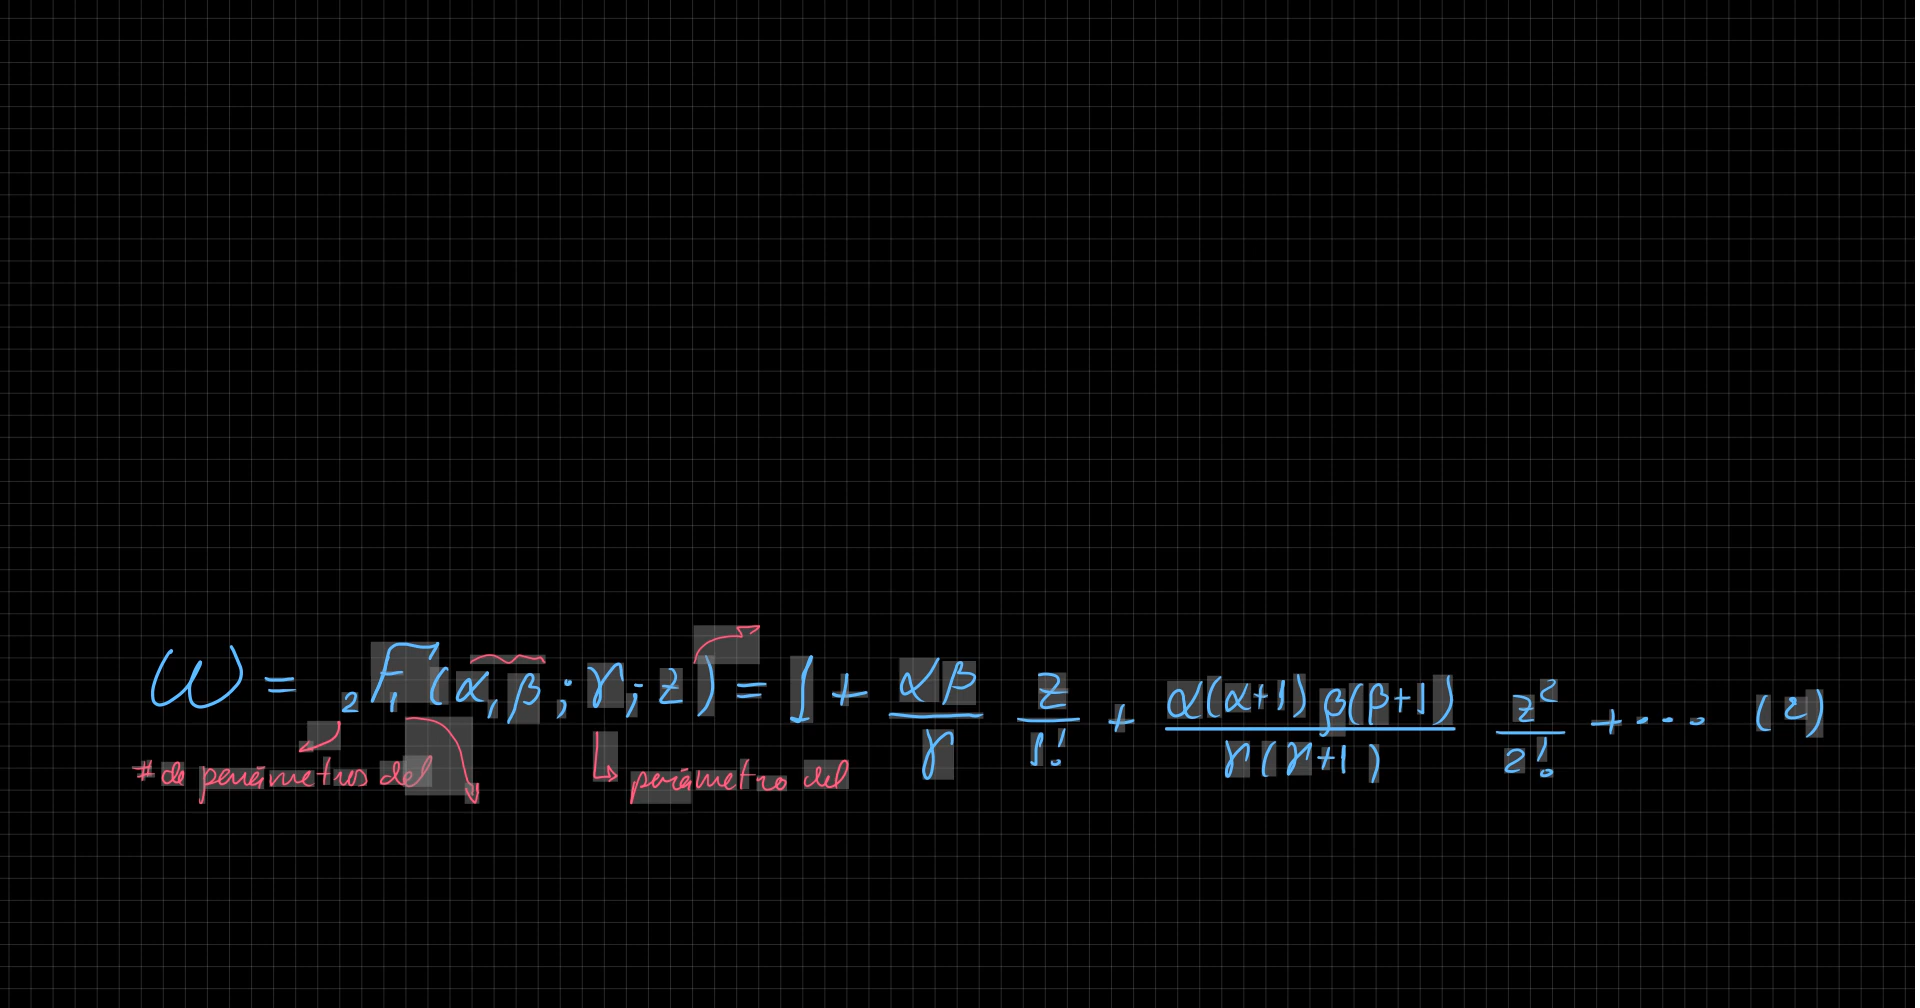 ω = ₂F₁(α, β; γ; z) = 1 + αβ/γ z/1! + α(α+1)β(β+1)/γ(γ+1) z²/2! + ... (2)
# de parámetros del
parámetro del